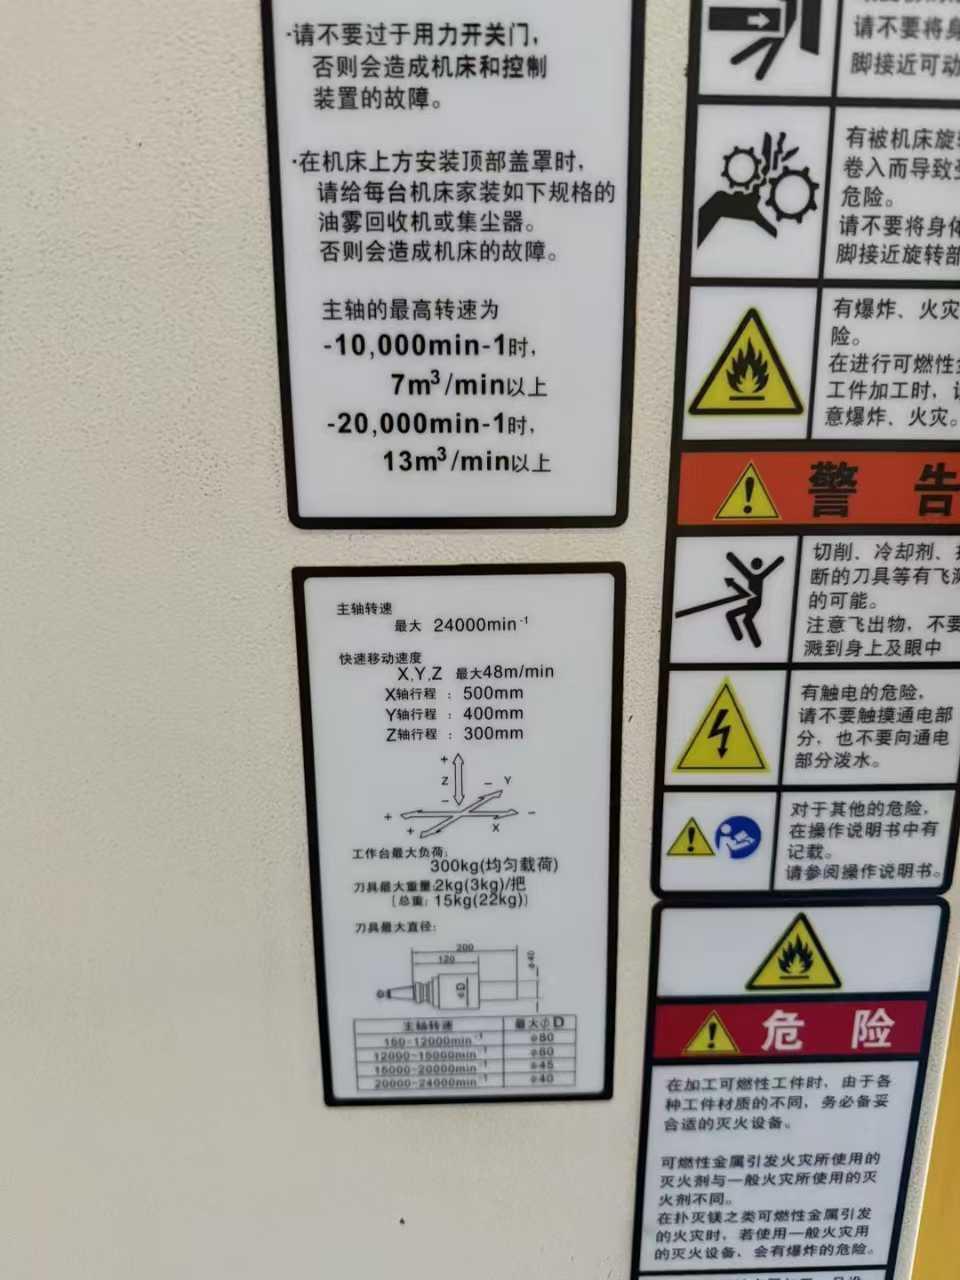 ·请不要过于用力开关门，
否则会造成机床和控制
装置的故障。
·在机床上方安装顶部盖罩时，
请给每台机床家装如下规格的
油雾回收机或集尘器。
否则会造成机床的故障。
主轴的最高转速为
-10,000min-1时，
7m³/min以上
-20,000min-1时，
13m³/min以上
主轴转速
最大 24000min⁻¹
快速移动速度
X,Y,Z 最大48m/min
X轴行程 : 500mm
Y轴行程 : 400mm
Z轴行程 : 300mm
+
Z
−
− Y
+ −
+ X
工作台最大负荷:
300kg(均匀载荷)
刀具最大重量:2kg(3kg)/把
[总重: 15kg(22kg)]
刀具最大直径:
200
120
φ40
φD
主轴转速 最大φD
150-12000min⁻¹ φ80
12000-15000min⁻¹ φ60
15000-20000min⁻¹ φ45
20000-24000min⁻¹ φ40
请不要将身
脚接近可动
有被机床旋
卷入而导致
危险。
请不要将身体
脚接近旋转部
有爆炸、火灾
险。
在进行可燃性
工件加工时，
意爆炸、火灾。
警 告
切削、冷却剂、
断的刀具等有飞
的可能。
注意飞出物，不要
溅到身上及眼中
有触电的危险，
请不要触摸通电部
分，也不要向通电
部分泼水。
对于其他的危险，
在操作说明书中有
记载。
请参阅操作说明书。
危 险
在加工可燃性工件时，由于各
种工件材质的不同，务必备妥
合适的灭火设备。
可燃性金属引发火灾所使用的
灭火剂与一般火灾所使用的灭
火剂不同。
在扑灭镁之类可燃性金属引发
的火灾时，若使用一般火灾用
的灭火设备，会有爆炸的危险。